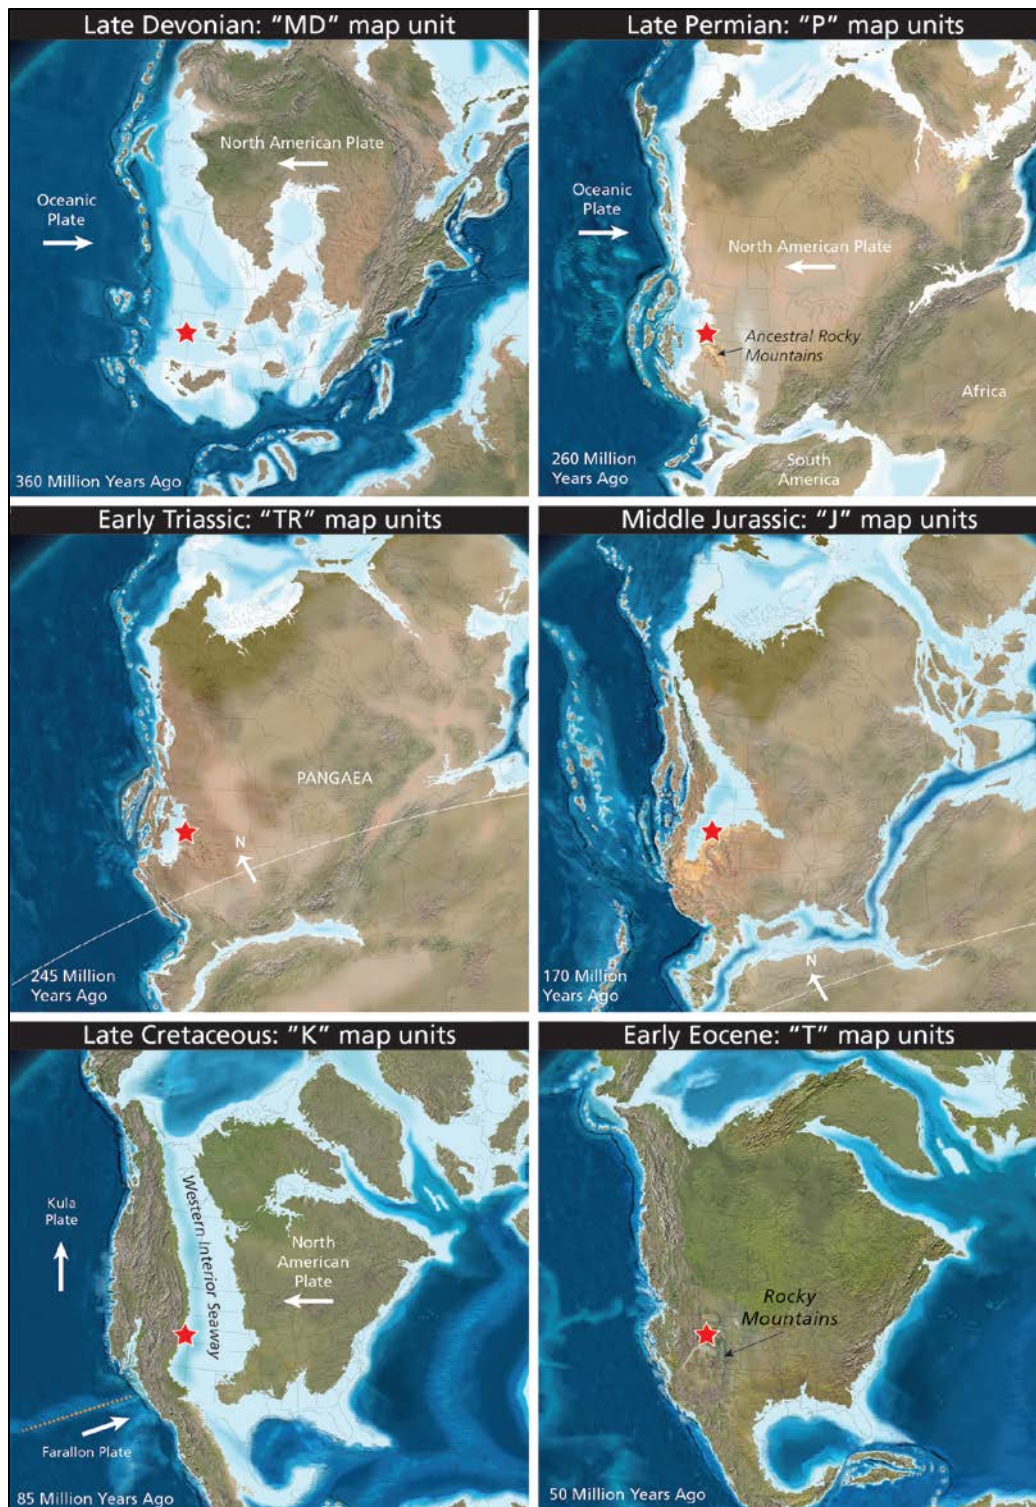 Late Devonian: “MD” map unit
North American Plate
Oceanic
Plate
360 Million Years Ago
Late Permian: “P” map units
Oceanic
Plate
North American Plate
Ancestral Rocky
Mountains
Africa
South
America
260 Million
Years Ago
Early Triassic: “TR” map units
PANGAEA
N
245 Million
Years Ago
Middle Jurassic: “J” map units
N
170 Million
Years Ago
Late Cretaceous: “K” map units
Kula
Plate
Western Interior Seaway
North
American
Plate
Farallon Plate
85 Million Years Ago
Early Eocene: “T” map units
Rocky
Mountains
50 Million Years Ago